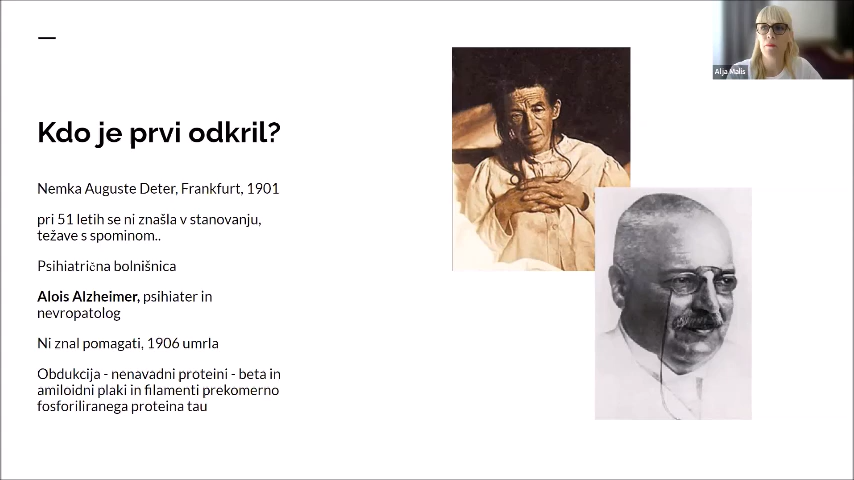 Kdo je prvi odkril?
Nemka Auguste Deter, Frankfurt, 1901
pri 51 letih se ni znašla v stanovanju,
težave s spominom..
Psihiatrična bolnišnica
Alois Alzheimer, psihiater in
nevropatolog
Ni znal pomagati, 1906 umrla
Obdukcija - nenavadni proteini - beta in
amiloidni plaki in filamenti prekomerno
fosforiliranega proteina tau
Alja Malis